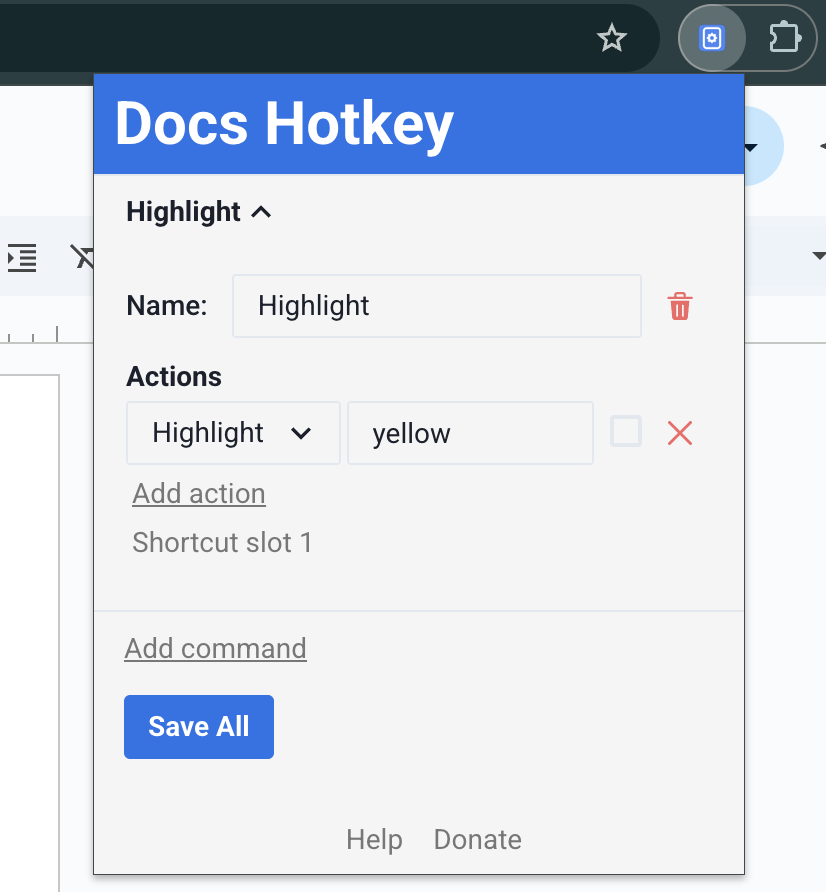 Docs Hotkey
Highlight
Name: Highlight
Actions
Highlight yellow
Add action
Shortcut slot 1
Add command
Save All
Help Donate